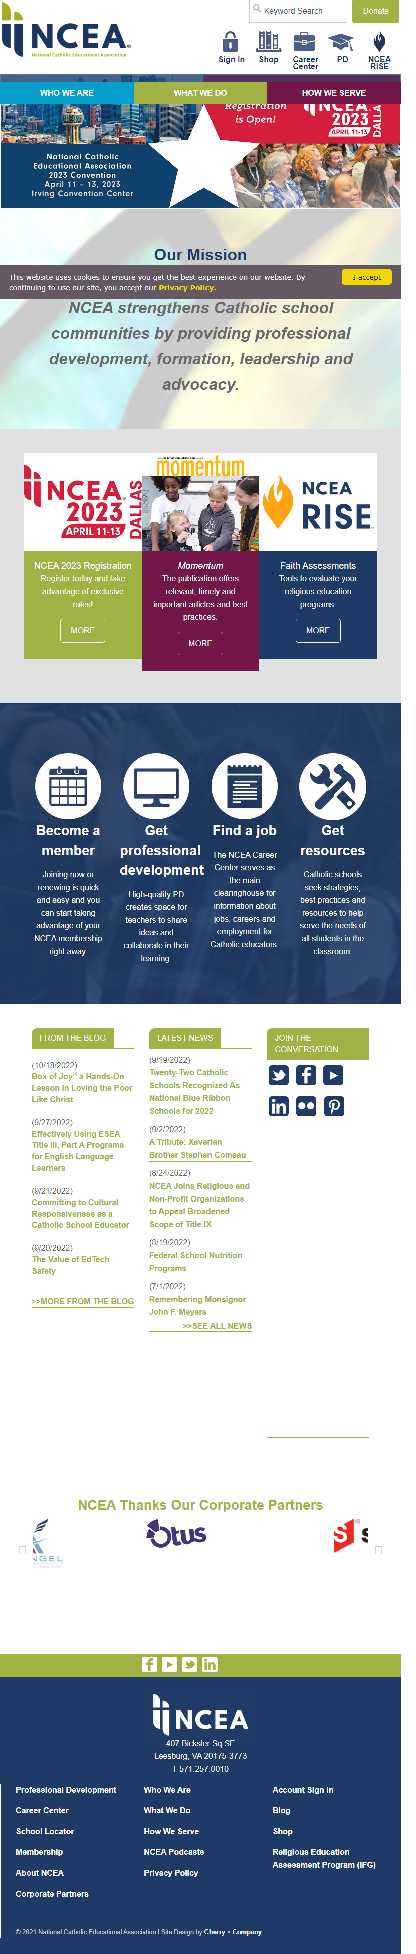 NCEA
National Catholic Educational Association
Keyword Search
Donate
Sign In
Shop
Career
Center
PD
NCEA
RISE
WHO WE ARE
WHAT WE DO
HOW WE SERVE
Registration
is Open!
NCEA
2023
DALLAS
APRIL 11-13
National Catholic
Educational Association
2023 Convention
April 11 - 13, 2023
Irving Convention Center
Our Mission
This website uses cookies to ensure you get the best experience on our website. By
continuing to use our site, you accept our Privacy Policy.
I accept
NCEA strengthens Catholic school
communities by providing professional
development, formation, leadership and
advocacy.
NCEA
2023
APRIL 11-13
DALLAS
momentum
NCEA
RISE
NCEA 2023 Registration
Register today and take
advantage of exclusive
rates!
MORE
Momentum
The publication offers
relevant, timely and
important articles and best
practices.
MORE
Faith Assessments
Tools to evaluate your
religious education
programs
MORE
Become a
member
Joining now or
renewing is quick
and easy and you
can start taking
advantage of your
NCEA membership
right away
Get
professional
development
High-quality PD
creates space for
teachers to share
ideas and
collaborate in their
learning
Find a job
The NCEA Career
Center serves as
the main
clearinghouse for
information about
jobs, careers and
employment for
Catholic educators
Get
resources
Catholic schools
seek strategies,
best practices and
resources to help
serve the needs of
all students in the
classroom
FROM THE BLOG
(10/18/2022)
Box of Joy® a Hands-On
Lesson in Loving the Poor
Like Christ
(9/27/2022)
Effectively Using ESEA
Title III, Part A Programs
for English Language
Learners
(9/21/2022)
Committing to Cultural
Responsiveness as a
Catholic School Educator
(9/20/2022)
The Value of EdTech
Safety
>>MORE FROM THE BLOG
LATEST NEWS
(9/19/2022)
Twenty-Two Catholic
Schools Recognized As
National Blue Ribbon
Schools for 2022
(9/2/2022)
A Tribute: Xaverian
Brother Stephen Comeau
(8/24/2022)
NCEA Joins Religious and
Non-Profit Organizations
to Appeal Broadened
Scope of Title IX
(8/19/2022)
Federal School Nutrition
Programs
(7/1/2022)
Remembering Monsignor
John F. Meyers
>>SEE ALL NEWS
JOIN THE
CONVERSATION
NCEA Thanks Our Corporate Partners
NGEL
Otus
S
NCEA
407 Bicksler Sq SE
Leesburg, VA 20175-3773
T 571.257.0010
Professional Development
Career Center
School Locator
Membership
About NCEA
Corporate Partners
Who We Are
What We Do
How We Serve
NCEA Podcasts
Privacy Policy
Account Sign In
Blog
Shop
Religious Education
Assessment Program (IFG)
© 2021 National Catholic Educational Association | Site Design by Cherry + Company